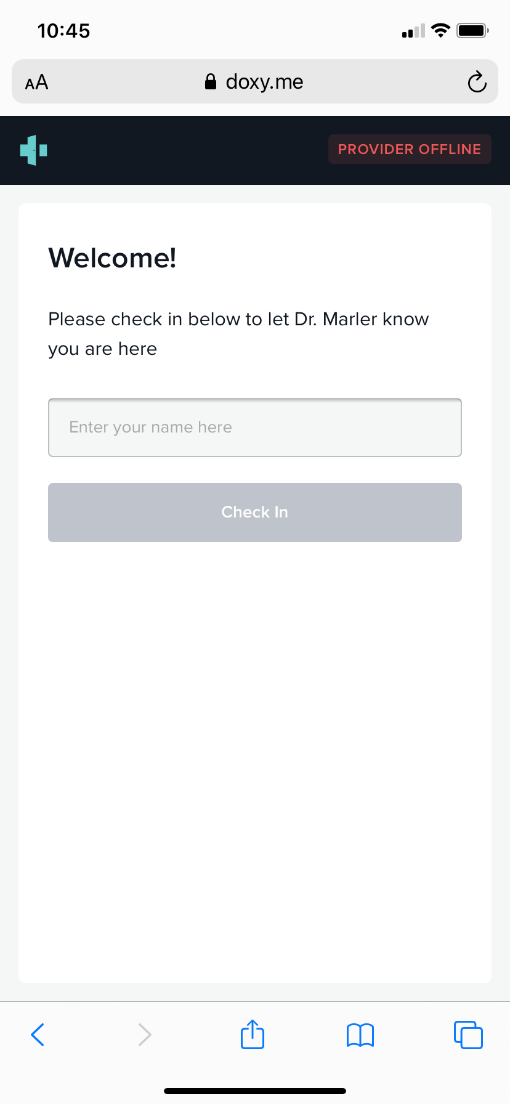 10:45
AA doxy.me
PROVIDER OFFLINE
Welcome!
Please check in below to let Dr. Marler know
you are here
Enter your name here
Check In